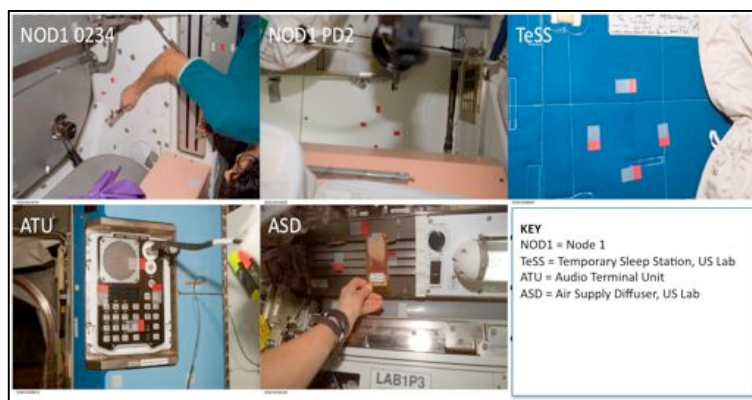 NOD1 0234
NOD1 PD2
TeSS
ATU
ASD
LAB1P3
KEY
NOD1 = Node 1
TeSS = Temporary Sleep Station, US Lab
ATU = Audio Terminal Unit
ASD = Air Supply Diffuser, US Lab